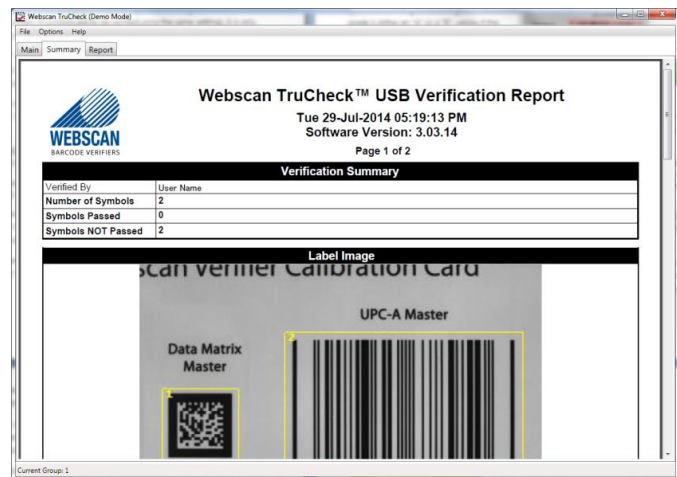 Webscan TruCheck (Demo Mode)
File Options Help
Main Summary Report
WEBSCAN
BARCODE VERIFIERS
Webscan TruCheck™ USB Verification Report
Tue 29-Jul-2014 05:19:13 PM
Software Version: 3.03.14
Page 1 of 2
Verification Summary
Verified By User Name
Number of Symbols 2
Symbols Passed 0
Symbols NOT Passed 2
Label Image
scan Verifier Calibration Card
UPC-A Master
Data Matrix
Master
1
2
Current Group: 1